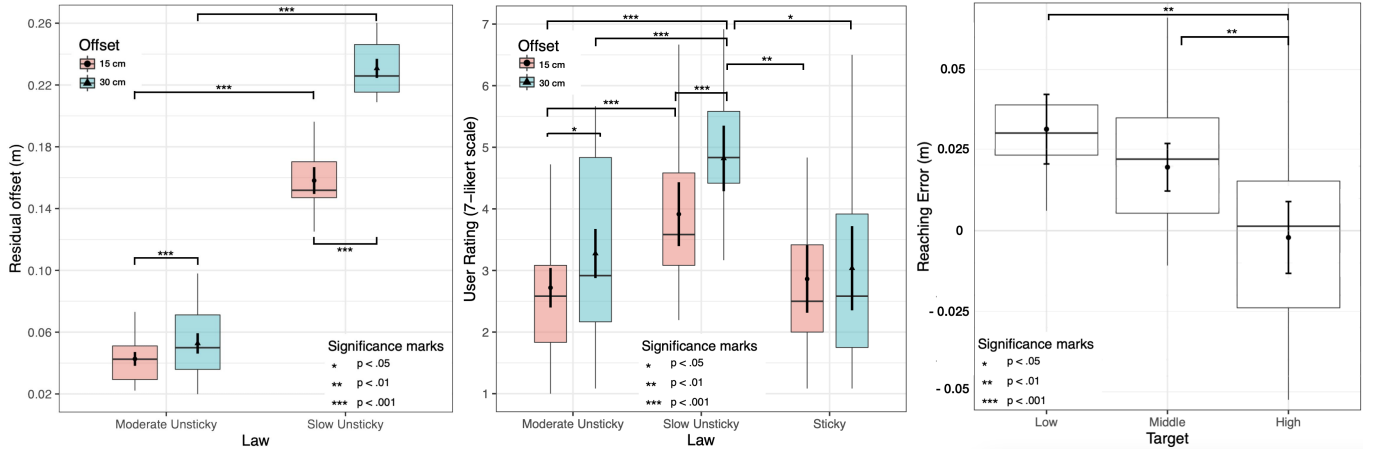 0.26
0.22
0.18
0.14
0.10
0.06
0.02
Residual offset (m)
Offset
15 cm
30 cm
***
***
***
***
Significance marks
* p < .05
** p < .01
*** p < .001
Moderate Unsticky
Slow Unsticky
Law
7
6
5
4
3
2
1
User Rating (7−likert scale)
Offset
15 cm
30 cm
***
*
***
**
***
***
*
Significance marks
* p < .05
** p < .01
*** p < .001
Moderate Unsticky
Slow Unsticky
Sticky
Law
0.05
0.025
0
- 0.025
- 0.05
Reaching Error (m)
**
**
Significance marks
* p < .05
** p < .01
*** p < .001
Low
Middle
High
Target